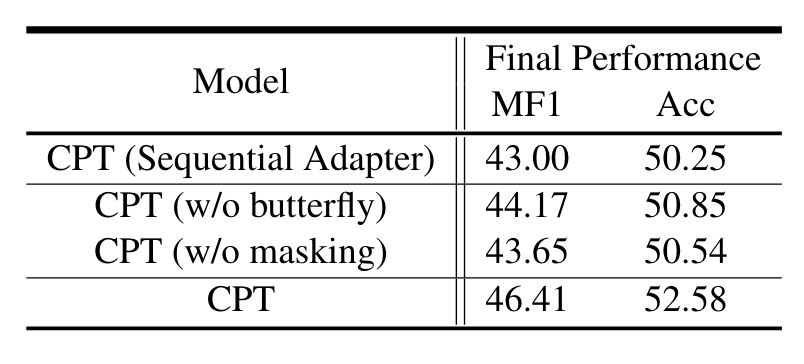 Model Final Performance
MF1 Acc
CPT (Sequential Adapter) 43.00 50.25
CPT (w/o butterfly) 44.17 50.85
CPT (w/o masking) 43.65 50.54
CPT 46.41 52.58